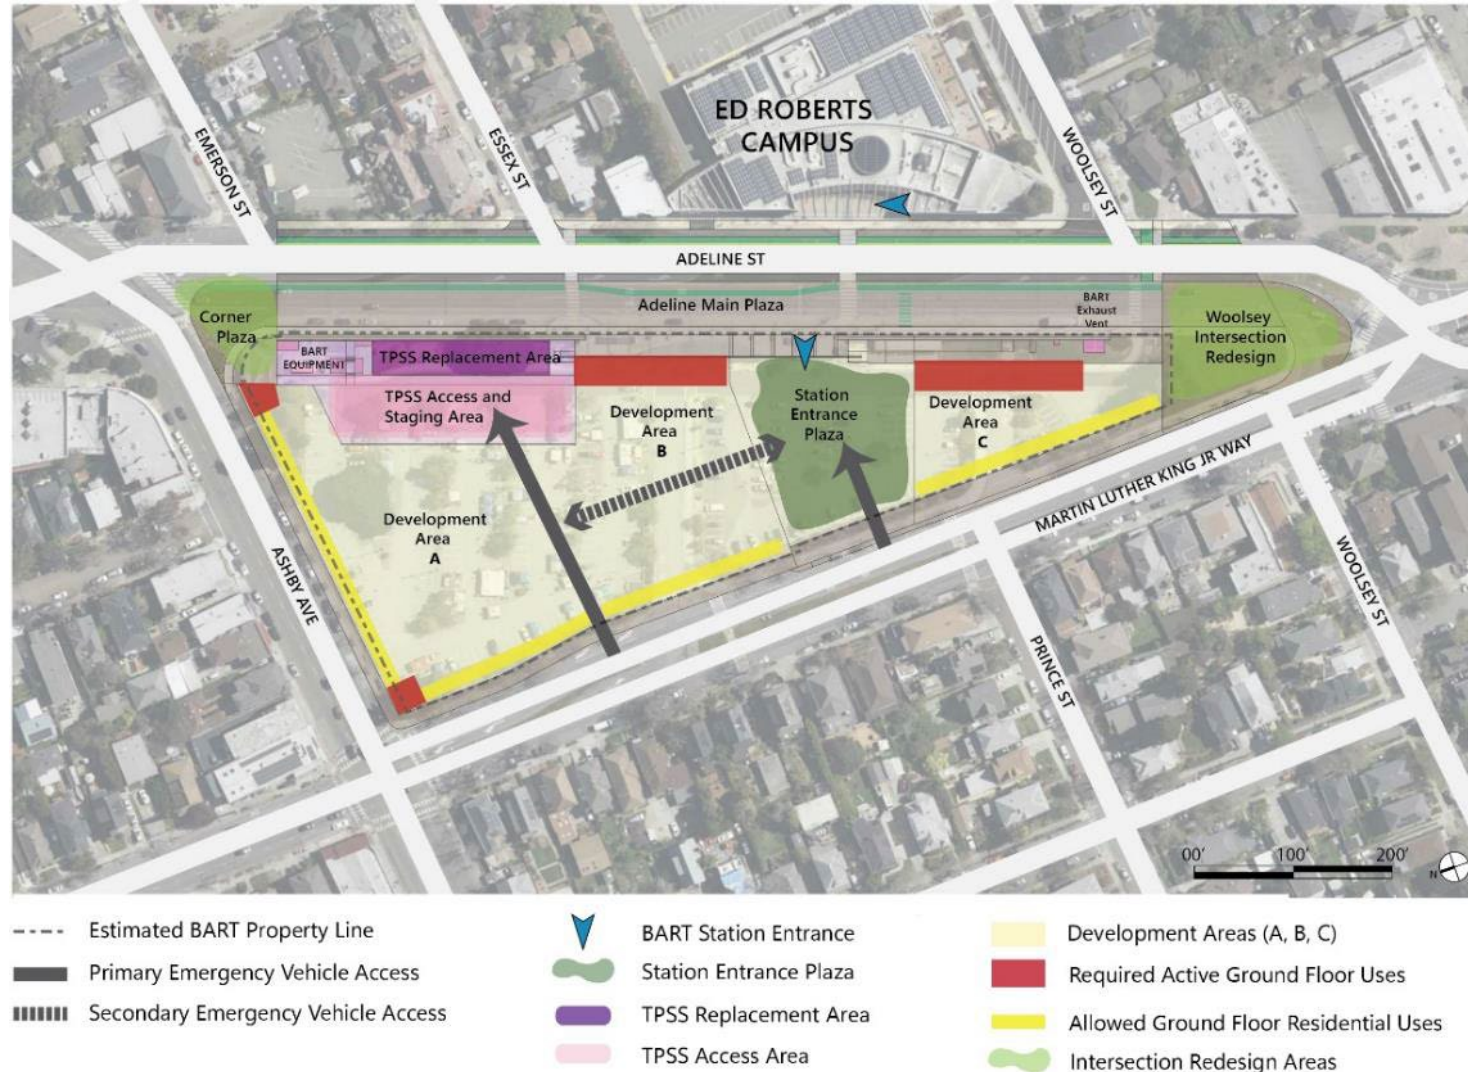 ED ROBERTS
CAMPUS
EMERSON ST
ESSEX ST
WOOLSEY ST
ADELINE ST
Adeline Main Plaza
BART
Exhaust
Vent
Corner
Plaza
Woolsey
Intersection
Redesign
BART
EQUIPMENT
TPSS Replacement Area
TPSS Access and
Staging Area
Development
Area
B
Station
Entrance
Plaza
Development
Area
C
Development
Area
A
ASHBY AVE
MARTIN LUTHER KING JR WAY
PRINCE ST
WOOLSEY ST
00' 100' 200'
N
Estimated BART Property Line
Primary Emergency Vehicle Access
Secondary Emergency Vehicle Access
BART Station Entrance
Station Entrance Plaza
TPSS Replacement Area
TPSS Access Area
Development Areas (A, B, C)
Required Active Ground Floor Uses
Allowed Ground Floor Residential Uses
Intersection Redesign Areas